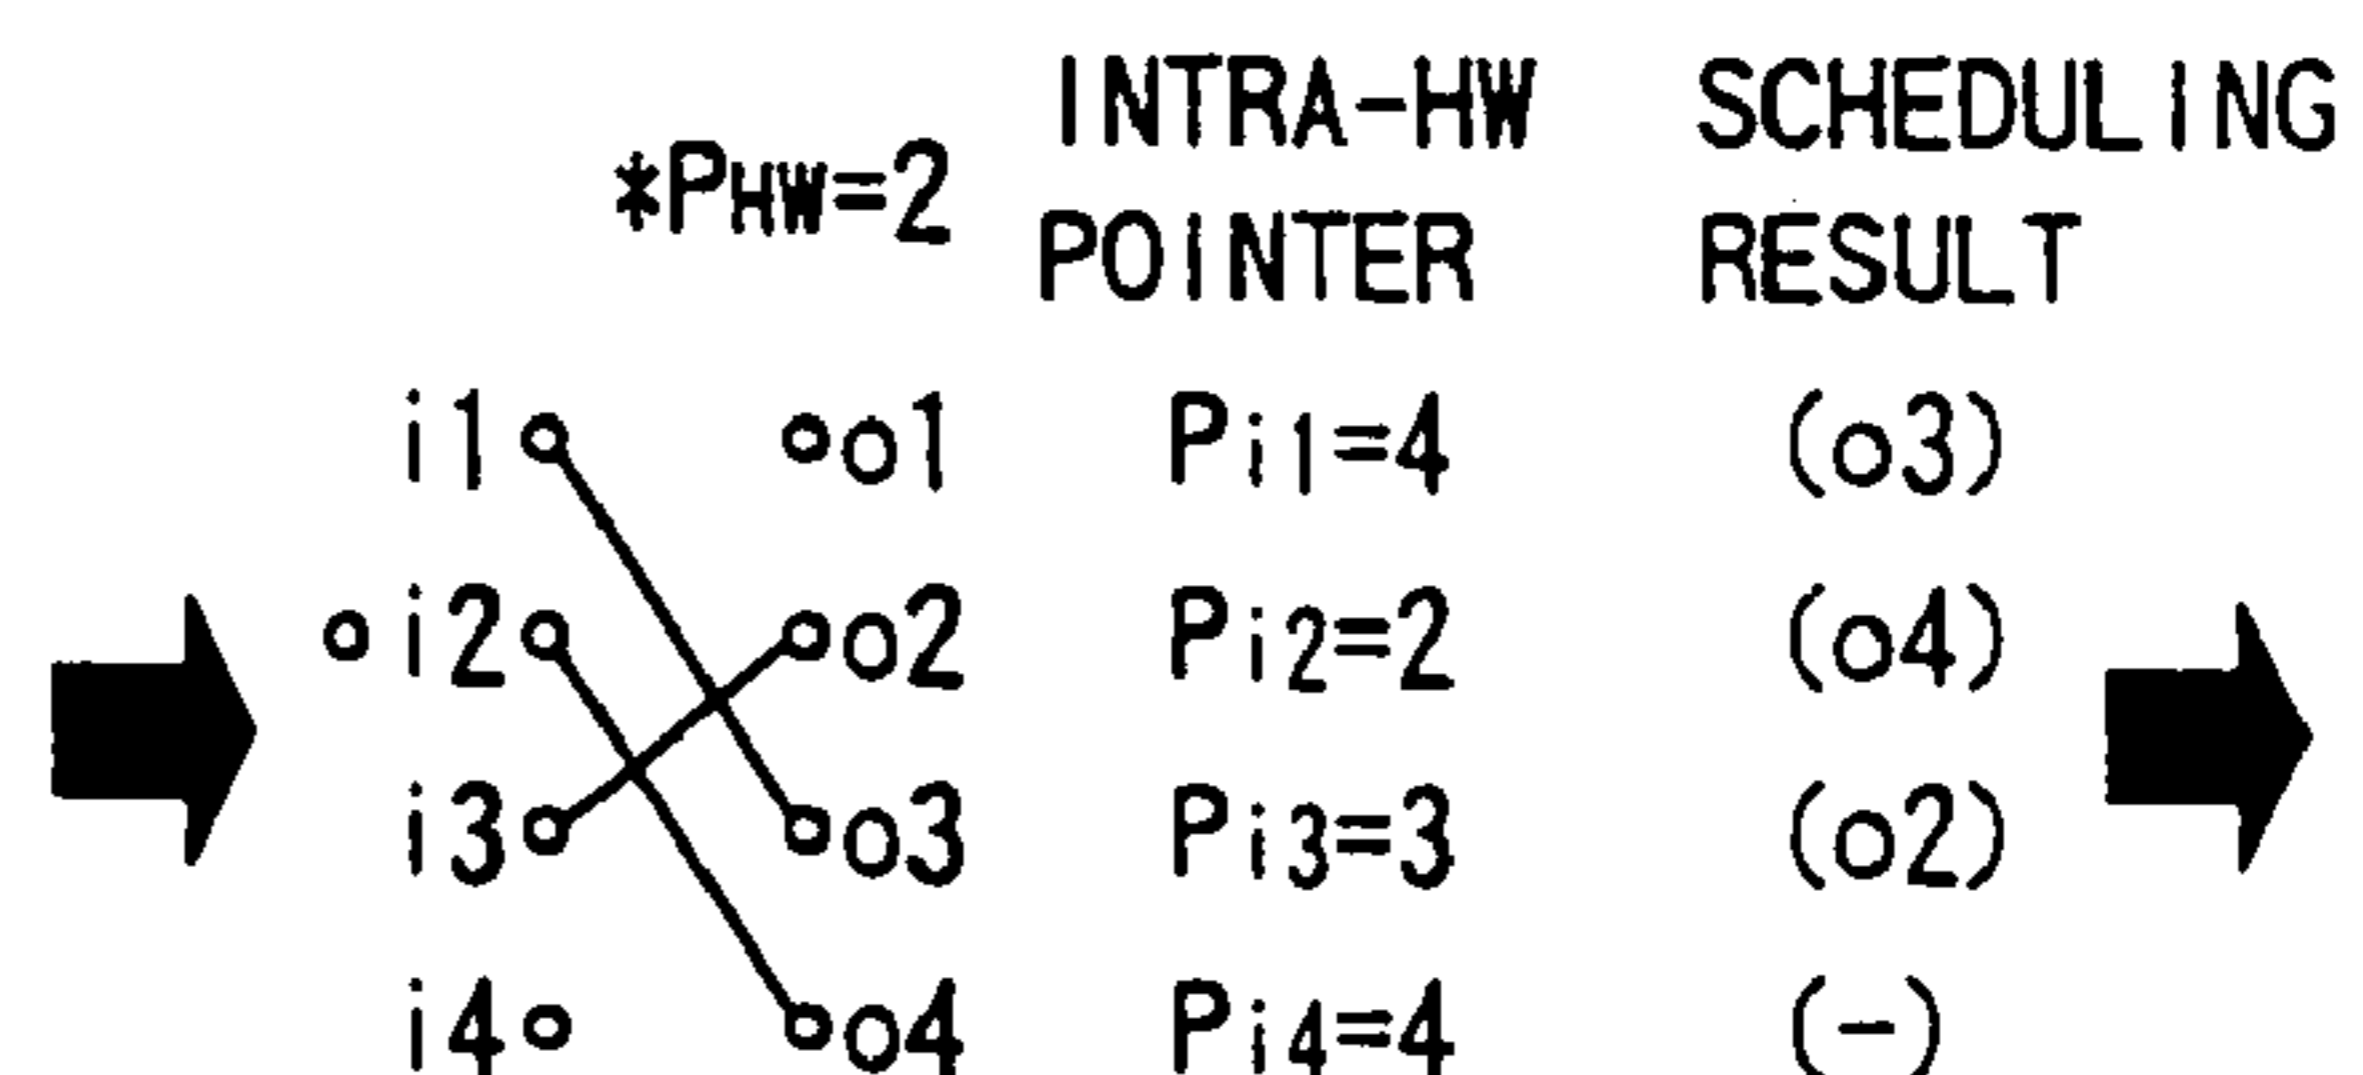 *PHW=2 INTRA-HW POINTER SCHEDULING RESULT
i1 o1 Pi1=4 (o3)
o i2 o2 Pi2=2 (o4)
i3 o3 Pi3=3 (o2)
i4 o4 Pi4=4 (-)